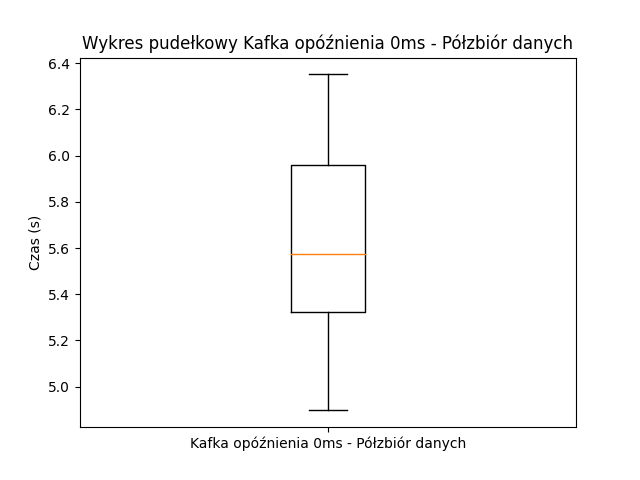 Wykres pudełkowy Kafka opóźnienia 0ms - Półzbiór danych
6.4
6.2
6.0
5.8
5.6
5.4
5.2
5.0
Czas (s)
Kafka opóźnienia 0ms - Półzbiór danych